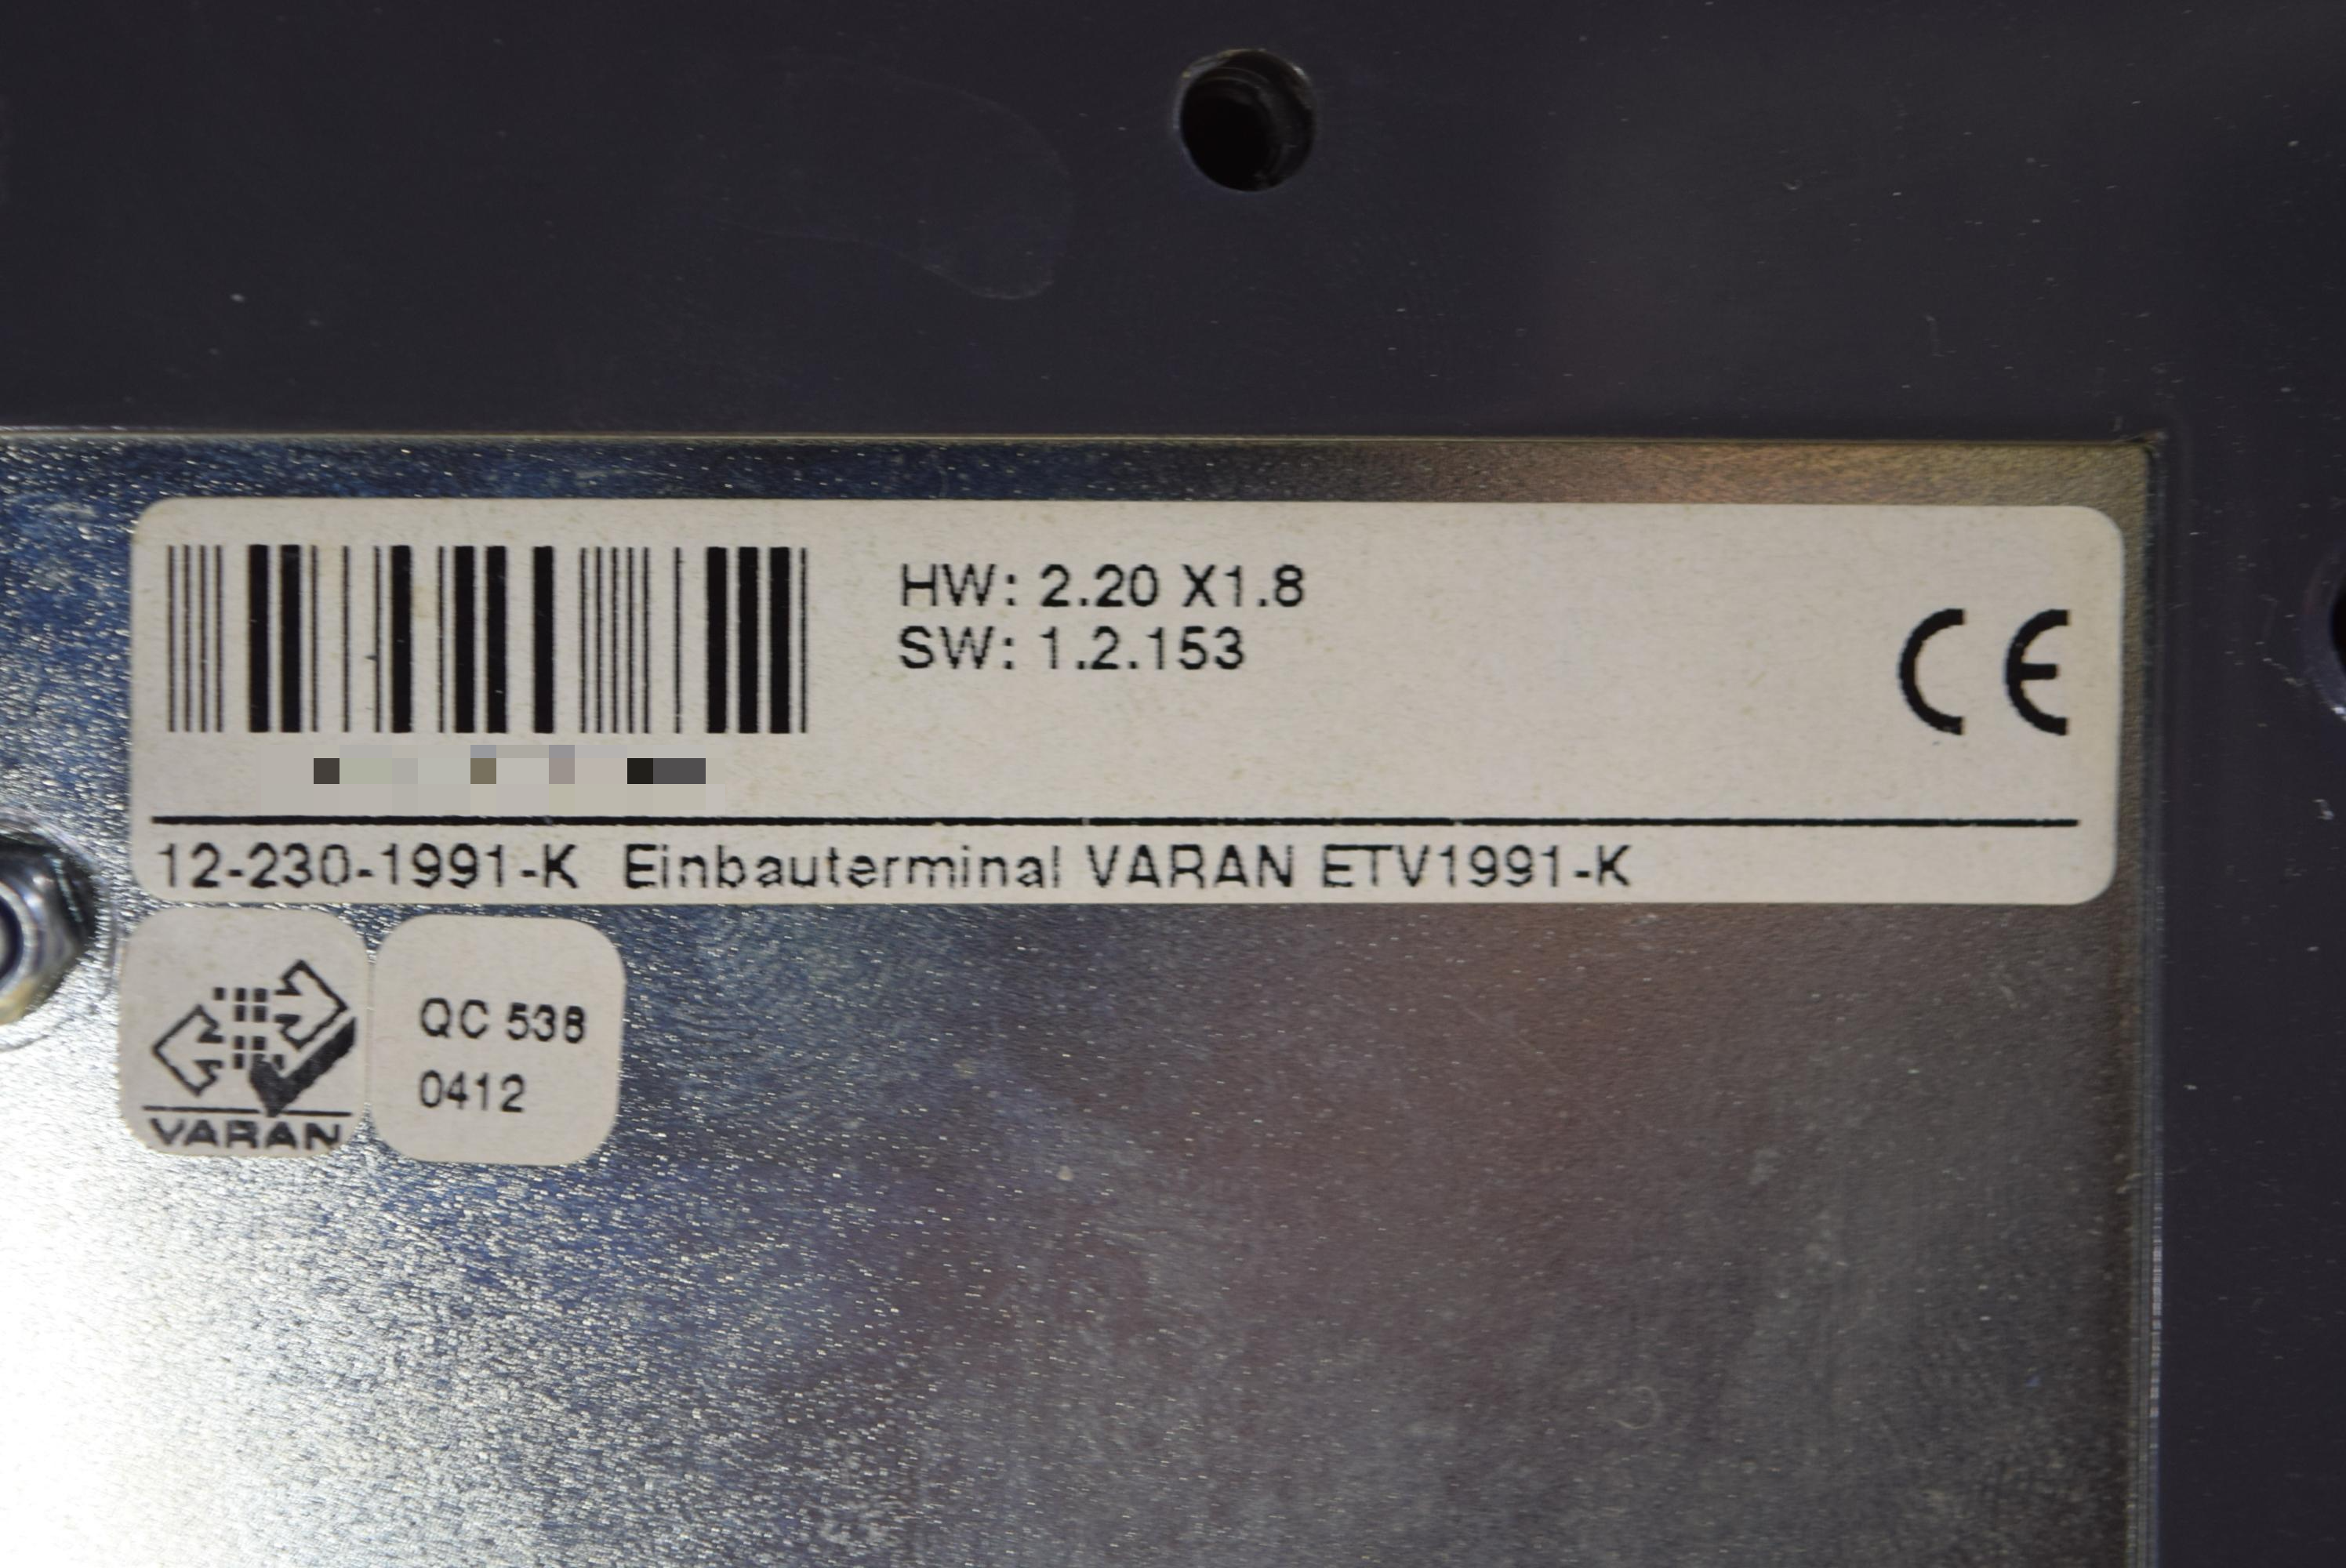 HW: 2.20 X1.8
SW: 1.2.153
CE
12-230-1991-K Einbauterminal VARAN ETV1991-K
VARAN
QC 538
0412